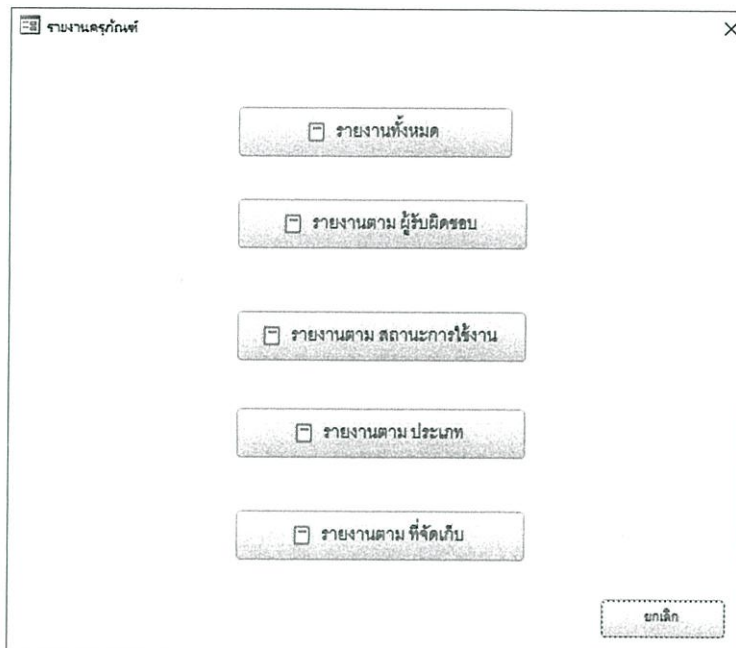 รายงานครุภัณฑ์
รายงานทั้งหมด
รายงานตาม ผู้รับผิดชอบ
รายงานตาม สถานะการใช้งาน
รายงานตาม ประเภท
รายงานตาม ที่จัดเก็บ
ยกเลิก